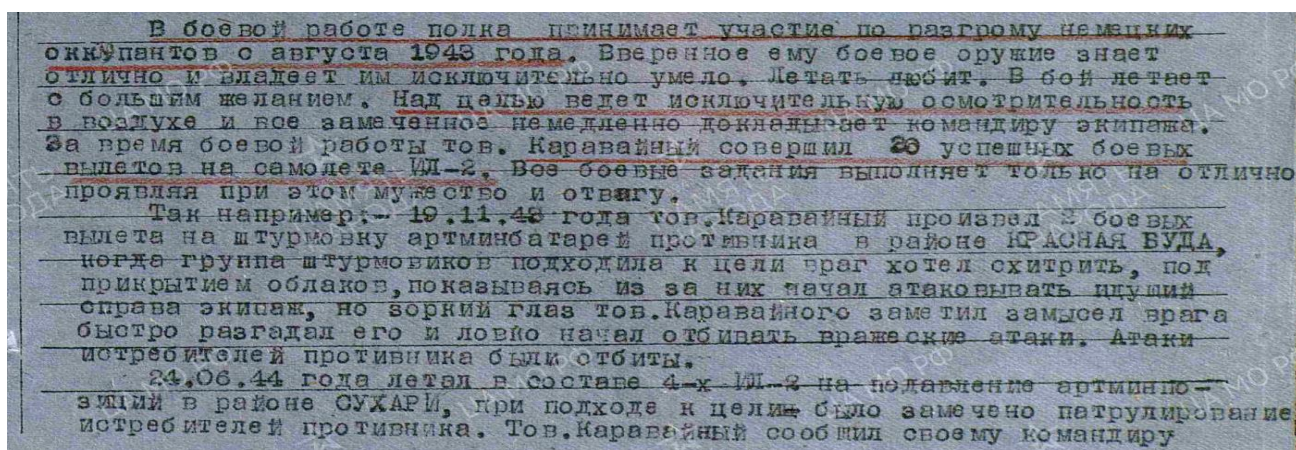 В боевой работе полка принимает участие по разгрому немецких
оккупантов с августа 1943 года. Вверенное ему боевое оружие знает
отлично и владеет им исключительно умело. Летать любит. В бой летает
с большим желанием. Над целью ведет исключительную осмотрительность
в воздухе и все замеченное немедленно докладывает командиру экипажа.
За время боевой работы тов. Каравайный совершил 26 успешных боевых
вылетов на самолете ИЛ-2. Все боевые задания выполняет только на отлично
проявляя при этом мужество и отвагу.
Так например:- 19.11.43 года тов.Каравайный произвел 2 боевых
вылета на штурмовку артминбатарей противника в районе КРАСНАЯ БУДА,
когда группа штурмовиков подходила к цели враг хотел схитрить, под
прикрытием облаков,показываясь из за них начал атаковывать идущий
справа экипаж, но зоркий глаз тов.Каравайного заметил замысел врага
быстро разгадал его и ловко начал отбивать вражеские атаки. Атаки
истребителей противника были отбиты.
24.06.44 года летал в составе 4-х ИЛ-2 на подавление артминпо-
зиций в районе СУХАРИ, при подходе к цели было замечено патрулирование
истребителей противника. Тов.Каравайный сообщил своему командиру